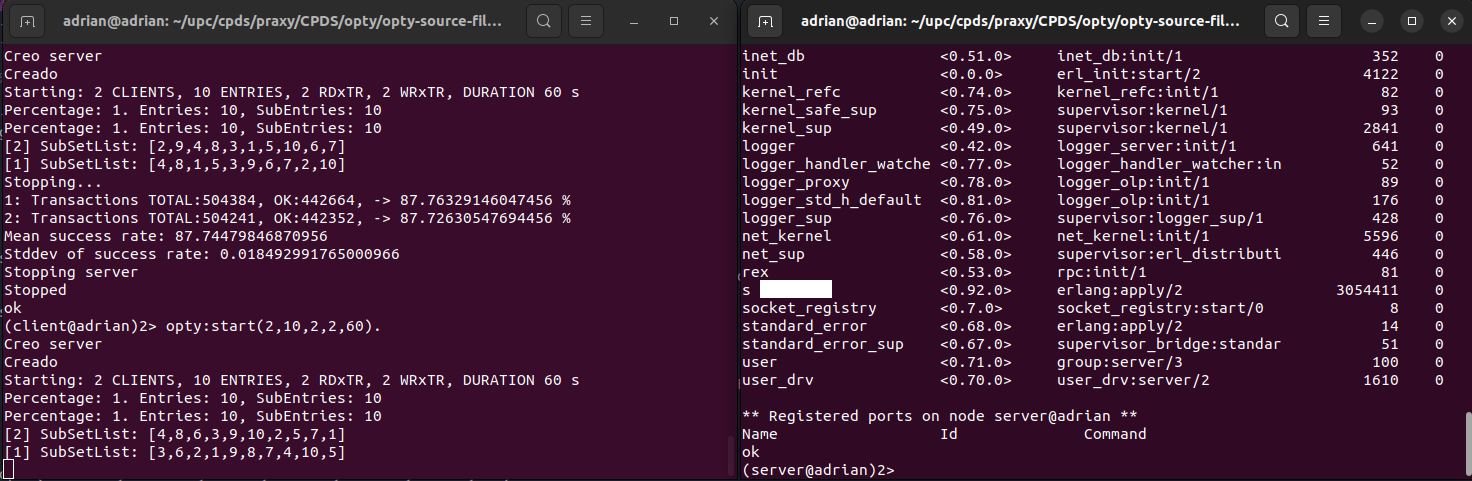 adrian@adrian: ~/upc/cpds/praxy/CPDS/opty/opty-source-fil...
Creo server
Creado
Starting: 2 CLIENTS, 10 ENTRIES, 2 RDxTR, 2 WRxTR, DURATION 60 s
Percentage: 1. Entries: 10, SubEntries: 10
Percentage: 1. Entries: 10, SubEntries: 10
[2] SubSetList: [2,9,4,8,3,1,5,10,6,7]
[1] SubSetList: [4,8,1,5,3,9,6,7,2,10]
Stopping...
1: Transactions TOTAL:504384, OK:442664, -> 87.76329146047456 %
2: Transactions TOTAL:504241, OK:442352, -> 87.72630547694456 %
Mean success rate: 87.74479846870956
Stddev of success rate: 0.018492991765000966
Stopping server
Stopped
ok
(client@adrian)2> opty:start(2,10,2,2,60).
Creo server
Creado
Starting: 2 CLIENTS, 10 ENTRIES, 2 RDxTR, 2 WRxTR, DURATION 60 s
Percentage: 1. Entries: 10, SubEntries: 10
Percentage: 1. Entries: 10, SubEntries: 10
[2] SubSetList: [4,8,6,3,9,10,2,5,7,1]
[1] SubSetList: [3,6,2,1,9,8,7,4,10,5]
adrian@adrian: ~/upc/cpds/praxy/CPDS/opty/opty-source-fil...
inet_db <0.51.0> inet_db:init/1 352 0
init <0.0.0> erl_init:start/2 4122 0
kernel_refc <0.74.0> kernel_refc:init/1 82 0
kernel_safe_sup <0.75.0> supervisor:kernel/1 93 0
kernel_sup <0.49.0> supervisor:kernel/1 2841 0
logger <0.42.0> logger_server:init/1 641 0
logger_handler_watche <0.77.0> logger_handler_watcher:in 52 0
logger_proxy <0.78.0> logger_olp:init/1 89 0
logger_std_h_default <0.81.0> logger_olp:init/1 176 0
logger_sup <0.76.0> supervisor:logger_sup/1 428 0
net_kernel <0.61.0> net_kernel:init/1 5596 0
net_sup <0.58.0> supervisor:erl_distributi 446 0
rex <0.53.0> rpc:init/1 81 0
s <0.92.0> erlang:apply/2 3054411 0
socket_registry <0.7.0> socket_registry:start/0 8 0
standard_error <0.68.0> erlang:apply/2 14 0
standard_error_sup <0.67.0> supervisor_bridge:standar 51 0
user <0.71.0> group:server/3 100 0
user_drv <0.70.0> user_drv:server/2 1610 0
** Registered ports on node server@adrian **
Name Id Command
ok
(server@adrian)2>